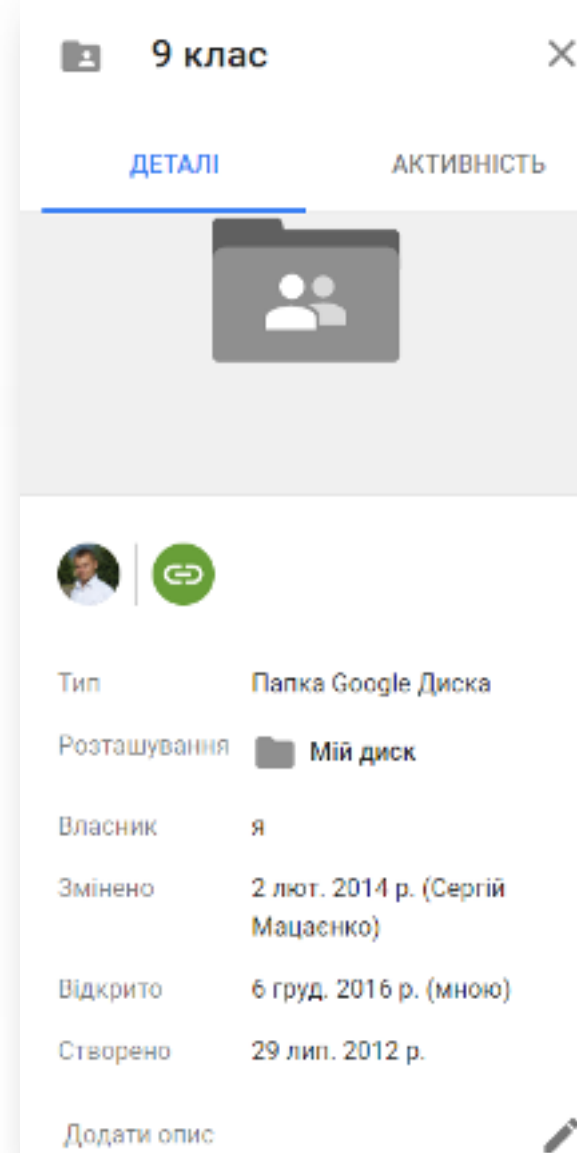 9 клас
ДЕТАЛІ АКТИВНІСТЬ
Тип Папка Google Диска
Розташування Мій диск
Власник я
Змінено 2 лют. 2014 р. (Сергій
Мацаєнко)
Відкрито 6 груд. 2016 р. (мною)
Створено 29 лип. 2012 р.
Додати опис